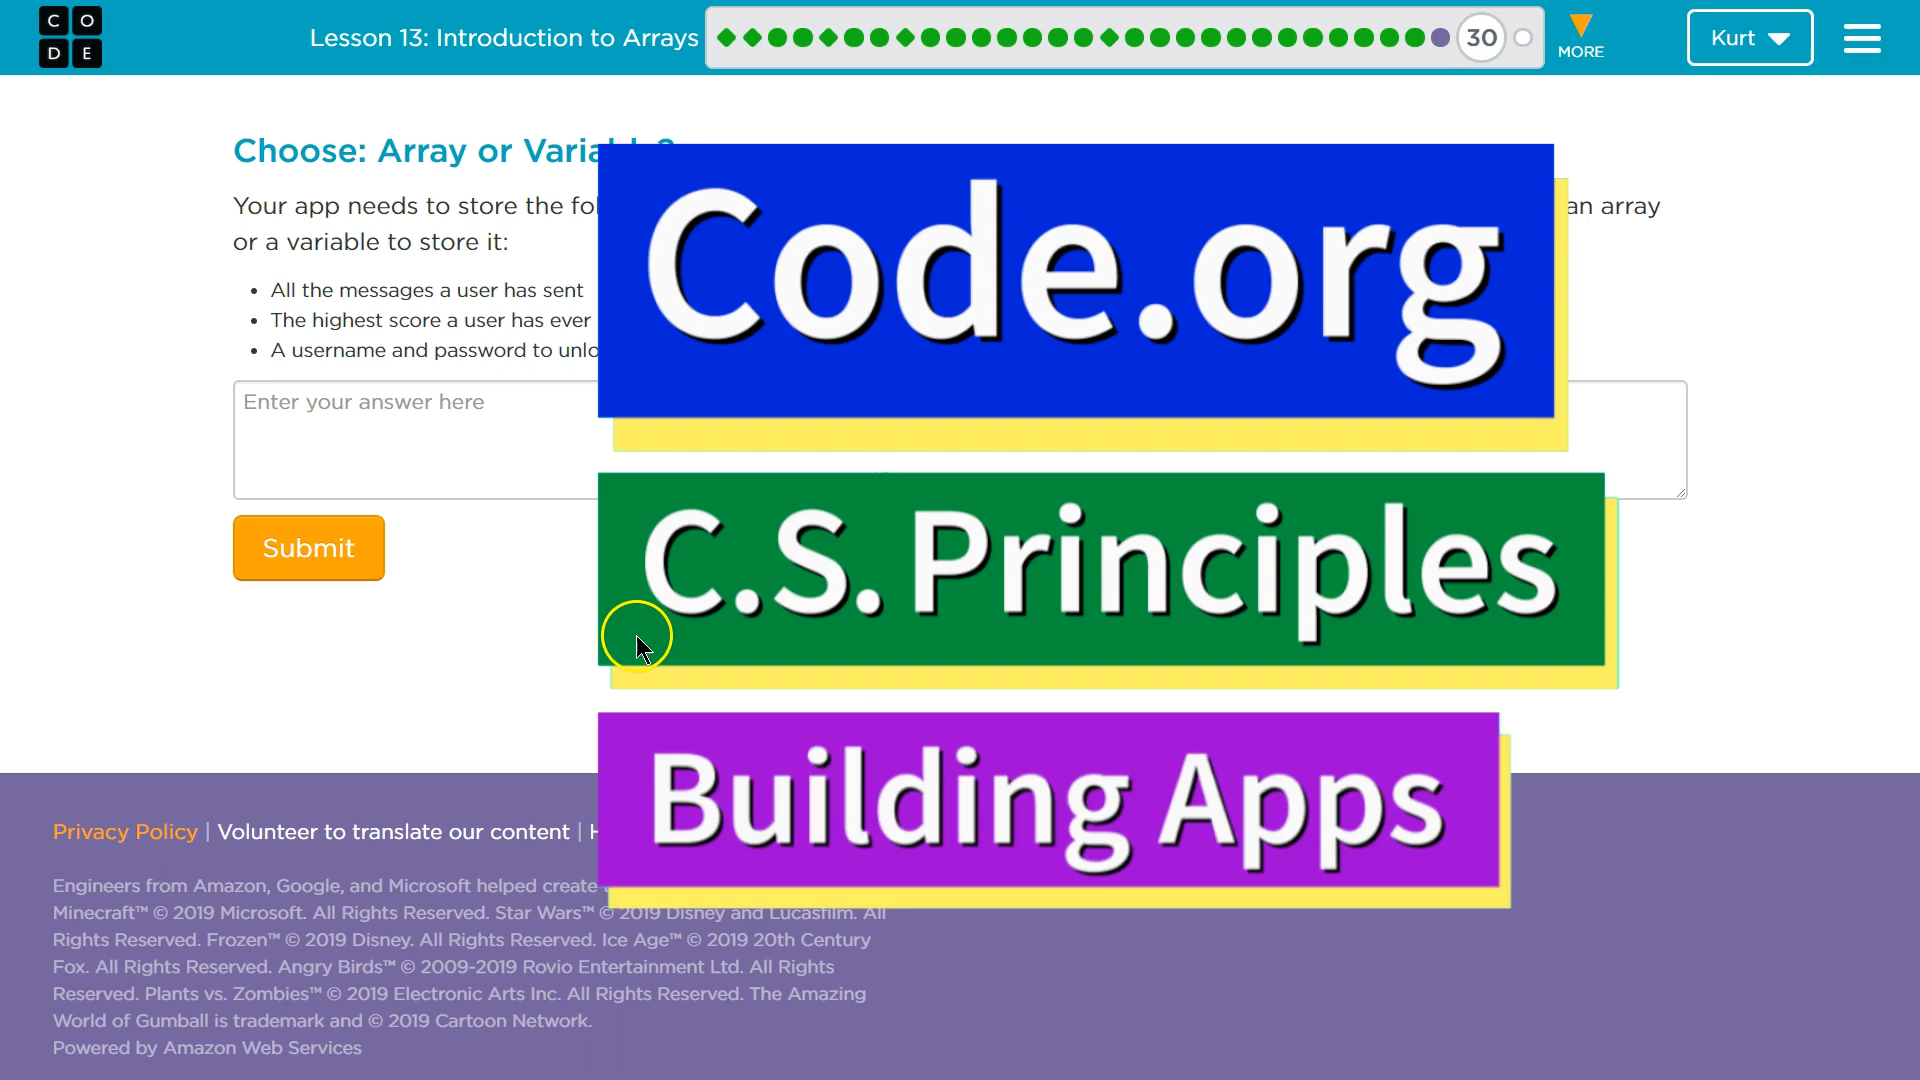 C O
D E
Lesson 13: Introduction to Arrays
30
MORE
Kurt
Choose: Array or
Your app needs to store the
an array
or a variable to store it:
• All the messages a user has sent
• The highest score a user has ever
• A username and password to
Enter your answer here
Submit
Code.org
C.S. Principles
Building Apps
Privacy Policy | Volunteer to translate our content |
Engineers from Amazon, Google, and Microsoft helped create
Minecraft™ © 2019 Microsoft. All Rights Reserved. Star Wars™ © 2019 Disney and Lucasfilm. All
Rights Reserved. Frozen™ © 2019 Disney. All Rights Reserved. Ice Age™ © 2019 20th Century
Fox. All Rights Reserved. Angry Birds™ © 2009-2019 Rovio Entertainment Ltd. All Rights
Reserved. Plants vs. Zombies™ © 2019 Electronic Arts Inc. All Rights Reserved. The Amazing
World of Gumball is trademark and © 2019 Cartoon Network.
Powered by Amazon Web Services